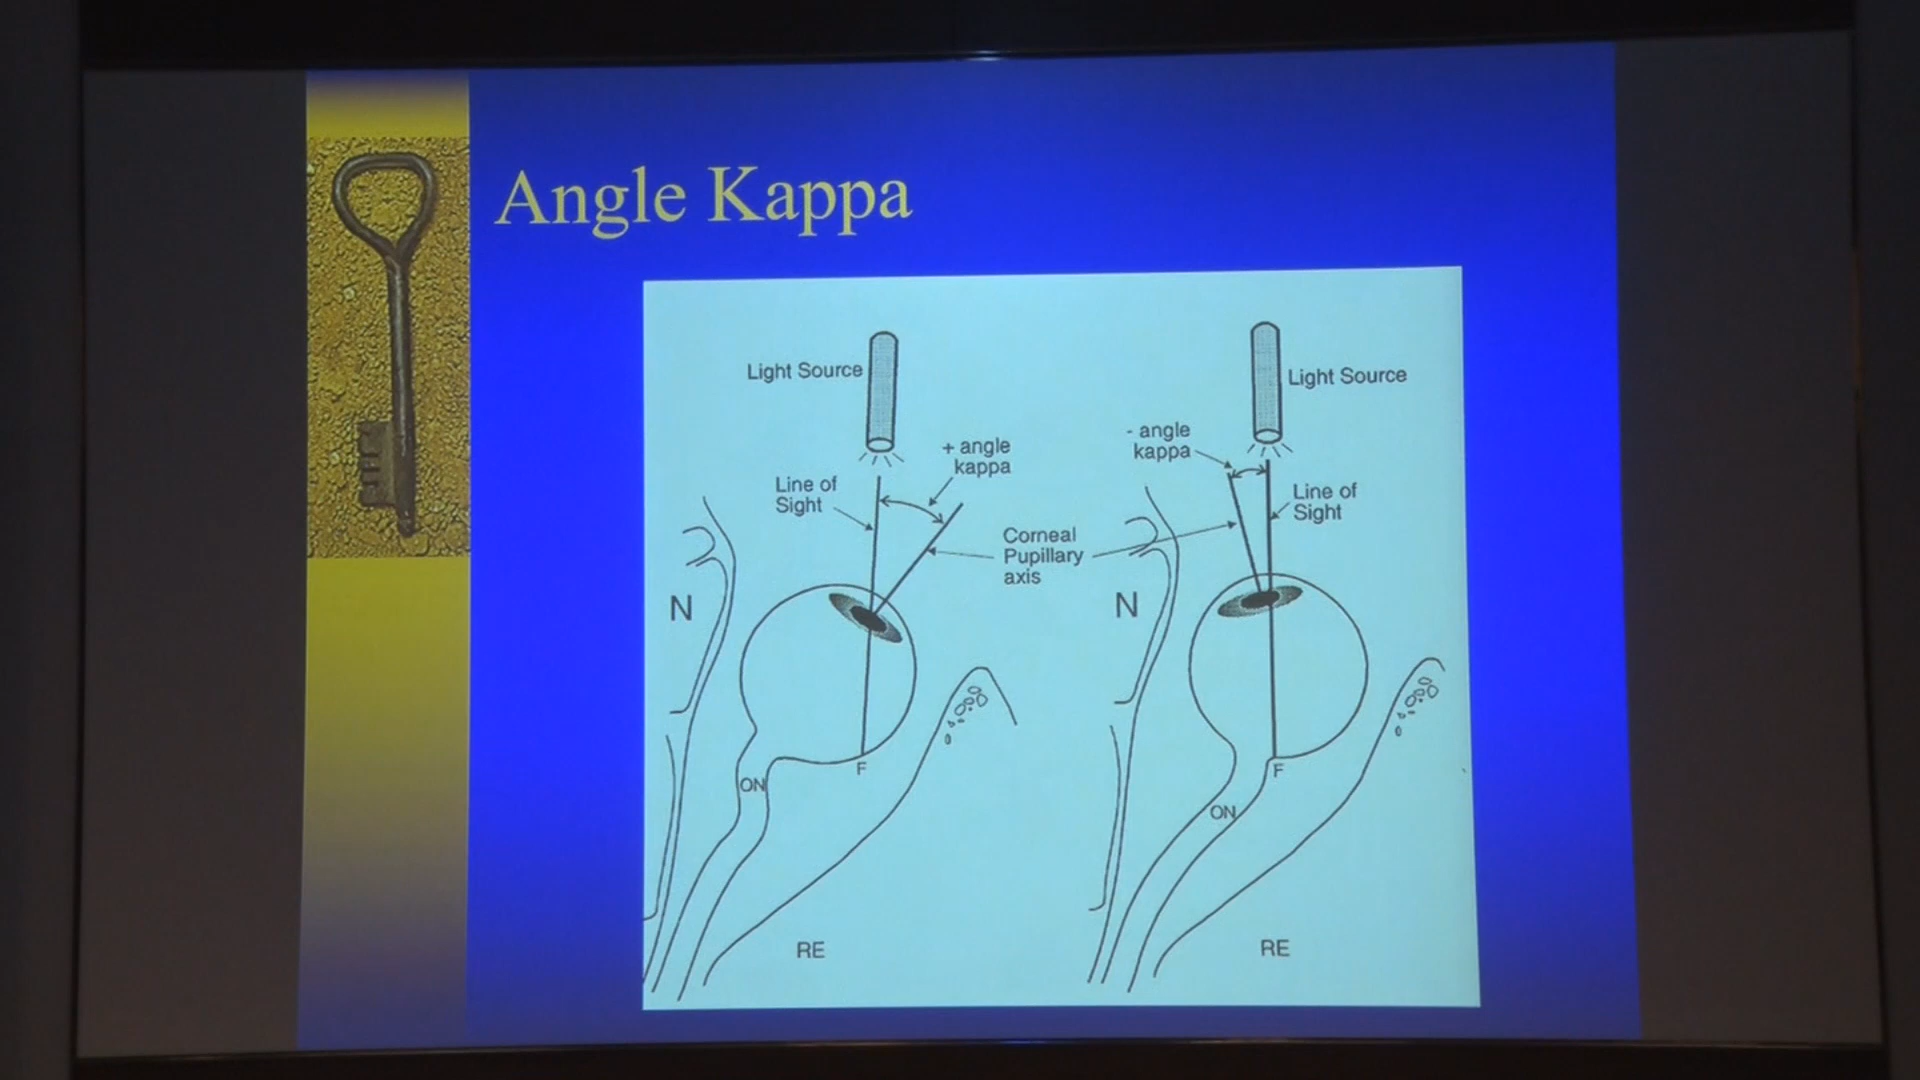 Angle Kappa
Light Source
+ angle
kappa
Line of
Sight
Corneal
Pupillary
axis
N
ON
F
RE
Light Source
- angle
kappa
Line of
Sight
N
ON
F
RE